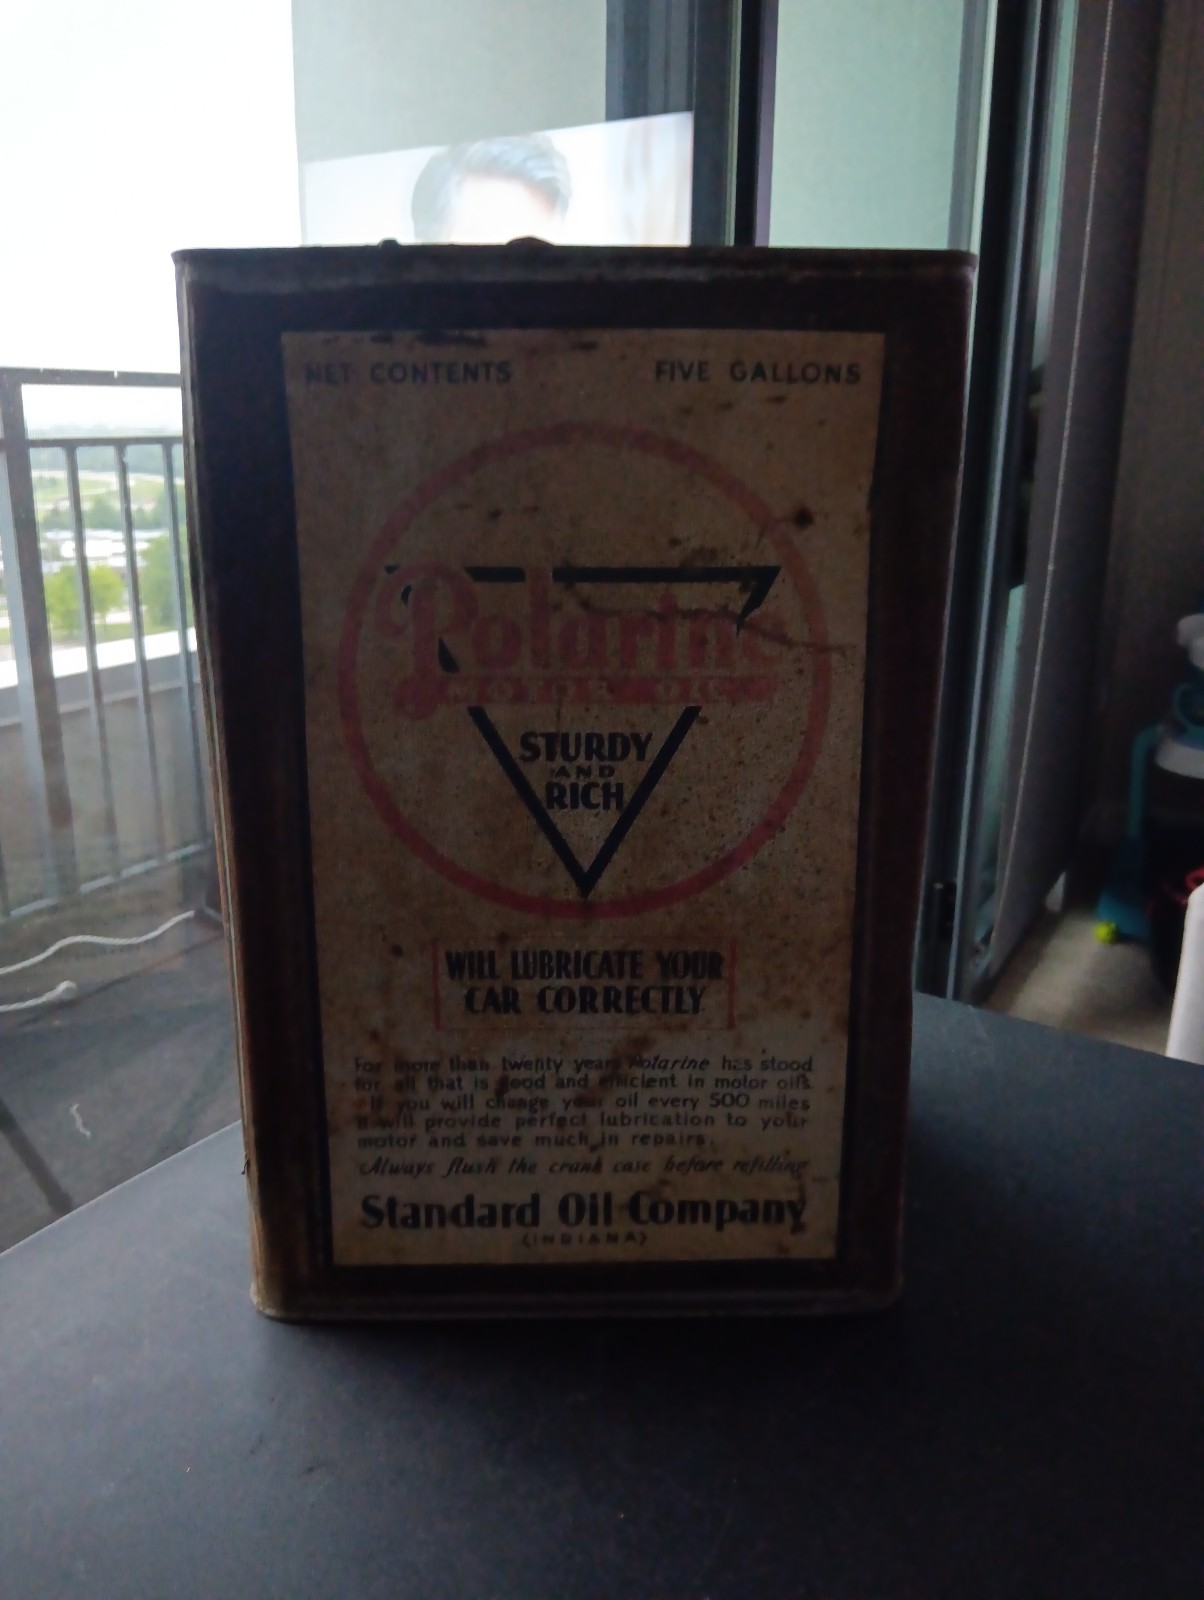 NET CONTENTS FIVE GALLONS
Polarine
MOTOR OIL
STURDY
AND
RICH
WILL LUBRICATE YOUR
CAR CORRECTLY
For more than twenty years Polarine has stood
for all that is good and efficient in motor oils.
If you will change your oil every 500 miles
it will provide perfect lubrication to your
motor and save much in repairs.
Always flush the crank case before refilling
Standard Oil Company
(INDIANA)